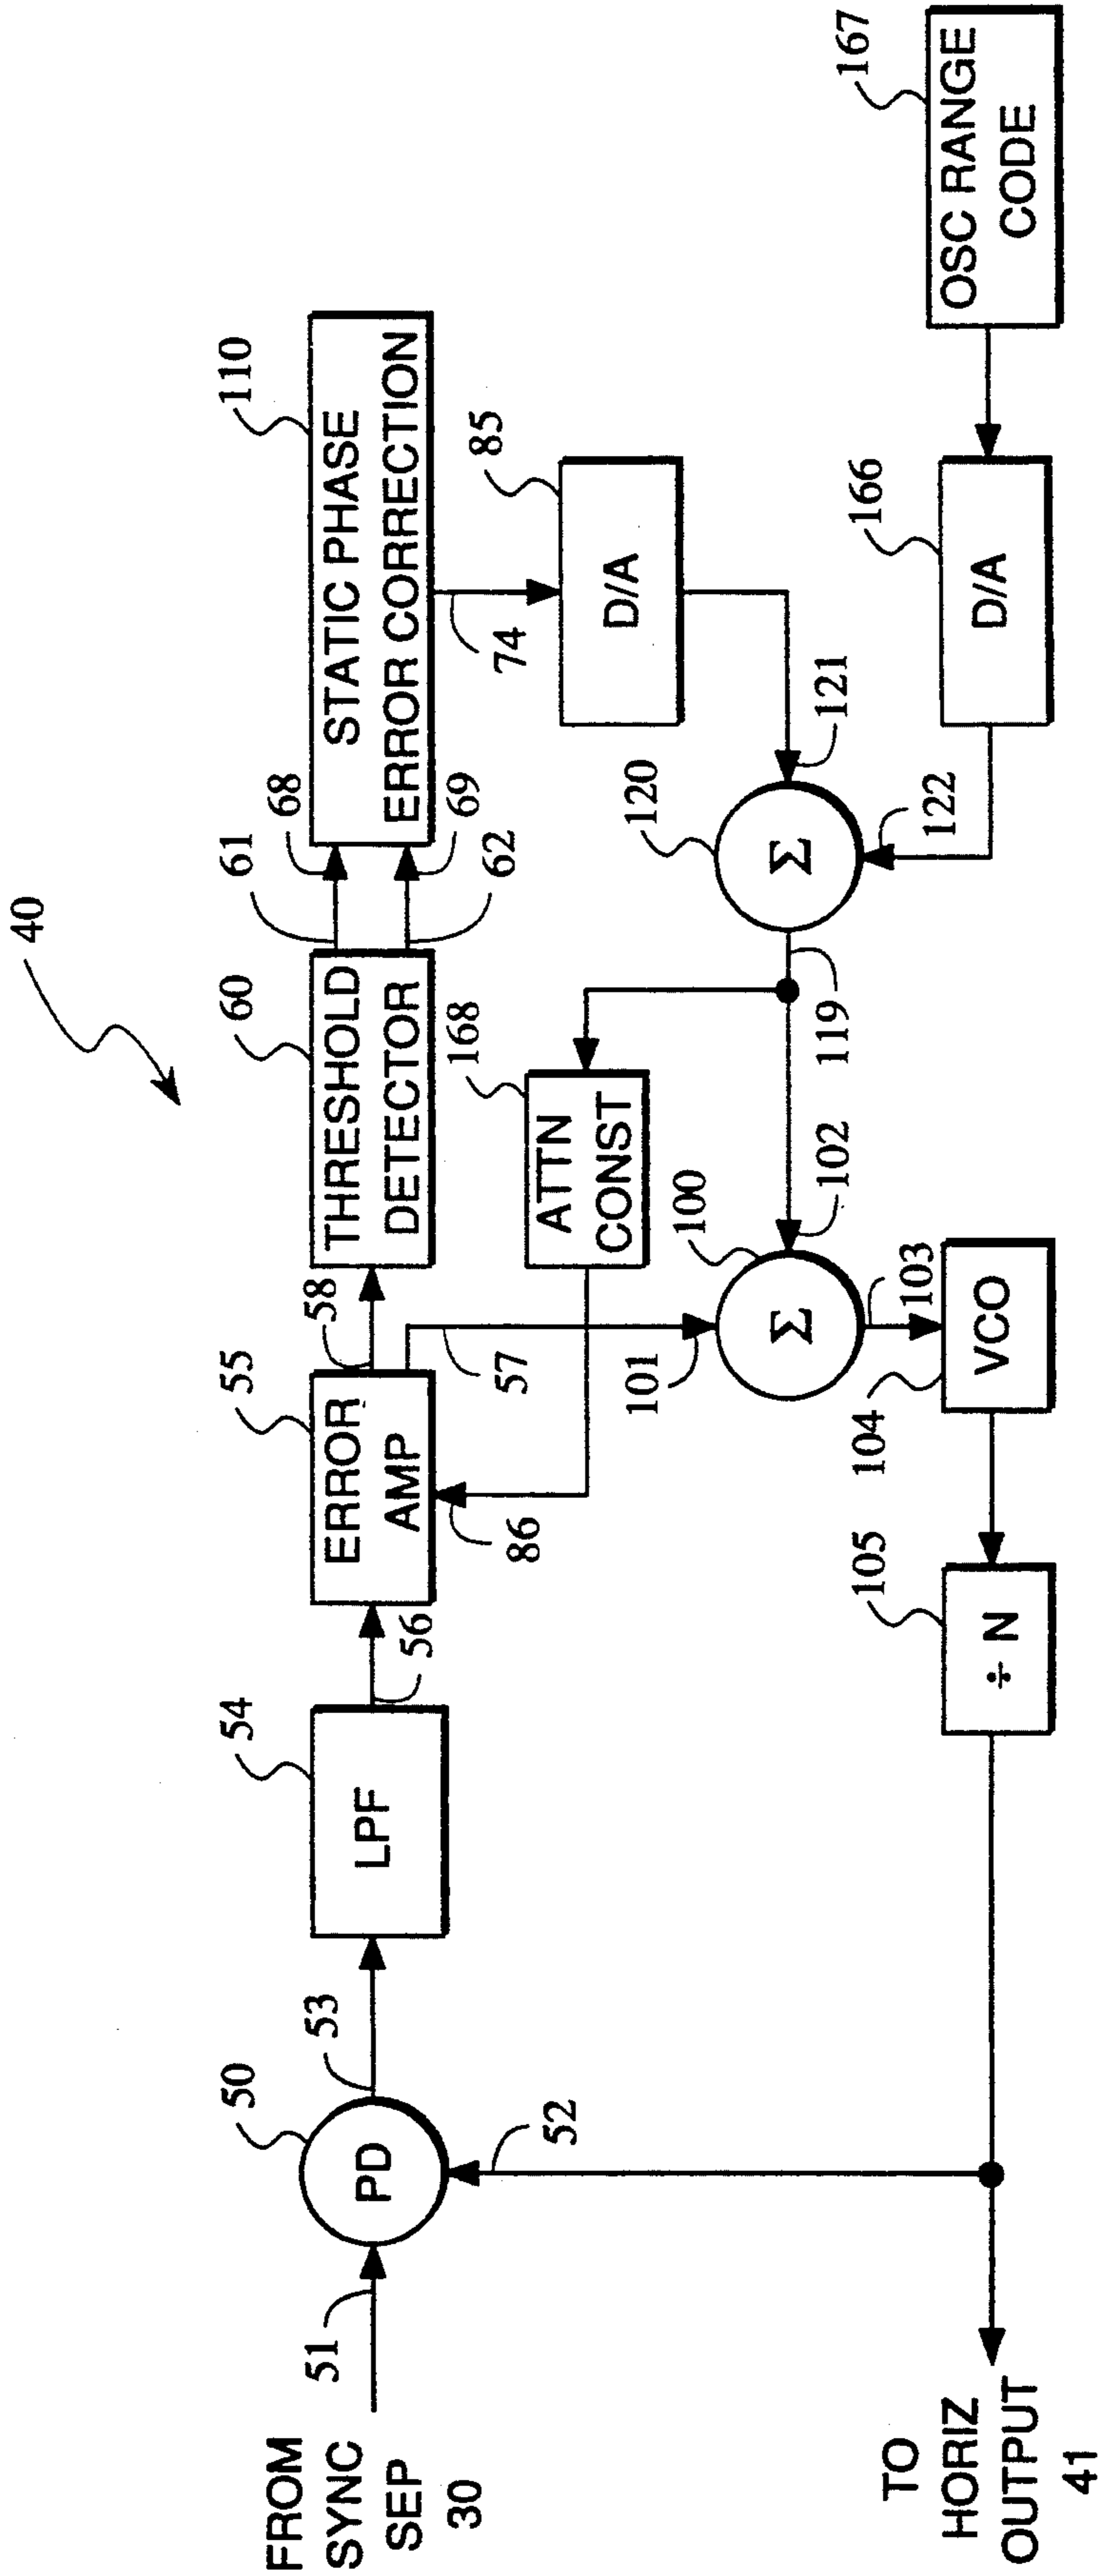 40
FROM
SYNC
SEP
30
51
50
PD
53
52
54
LPF
56
55
ERROR
AMP
58
57
86
60
THRESHOLD
DETECTOR
61
68
62
69
110
STATIC PHASE
ERROR CORRECTION
74
85
D/A
168
ATTN
CONST
101
100
Σ
102
119
120
Σ
121
122
166
D/A
167
OSC RANGE
CODE
103
104
VCO
105
÷ N
TO
HORIZ
OUTPUT
41